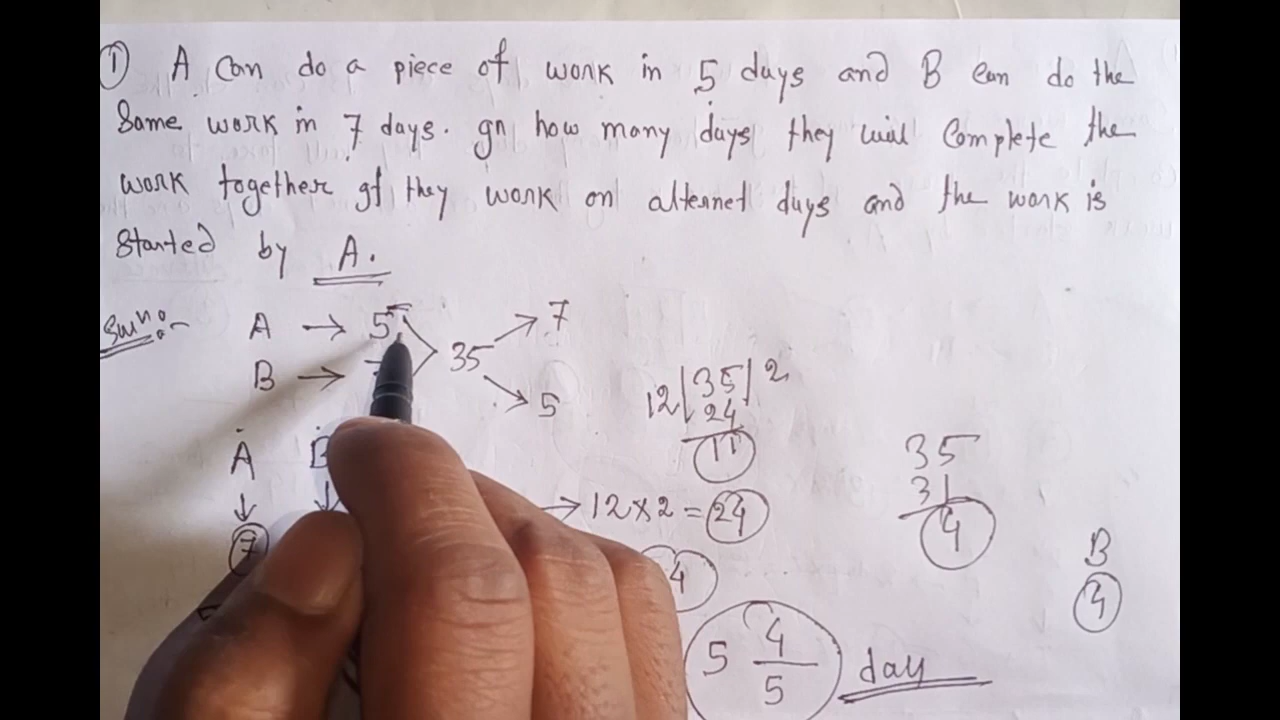 ① A can do a piece of work in 5 days and B can do the
Same work in 7 days. gn how many days they will Complete the
work together gf they work on alternet days and the work is
Started by A.
A → 5
B →
35
7
5
12|35|2
24
11
A B
↓ ↓
7
→ 12×2 = 24
4
35
31
4
B
4
5 4/5 day